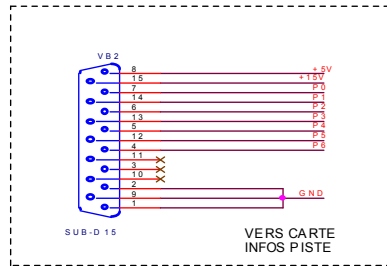 VB2
8 +5V
15 +15V
7 P0
14 P1
6 P2
13 P3
5 P4
12 P5
4 P6
11
3
10
2
9 GND
1
SUB-D 15
VERS CARTE
INFOS PISTE